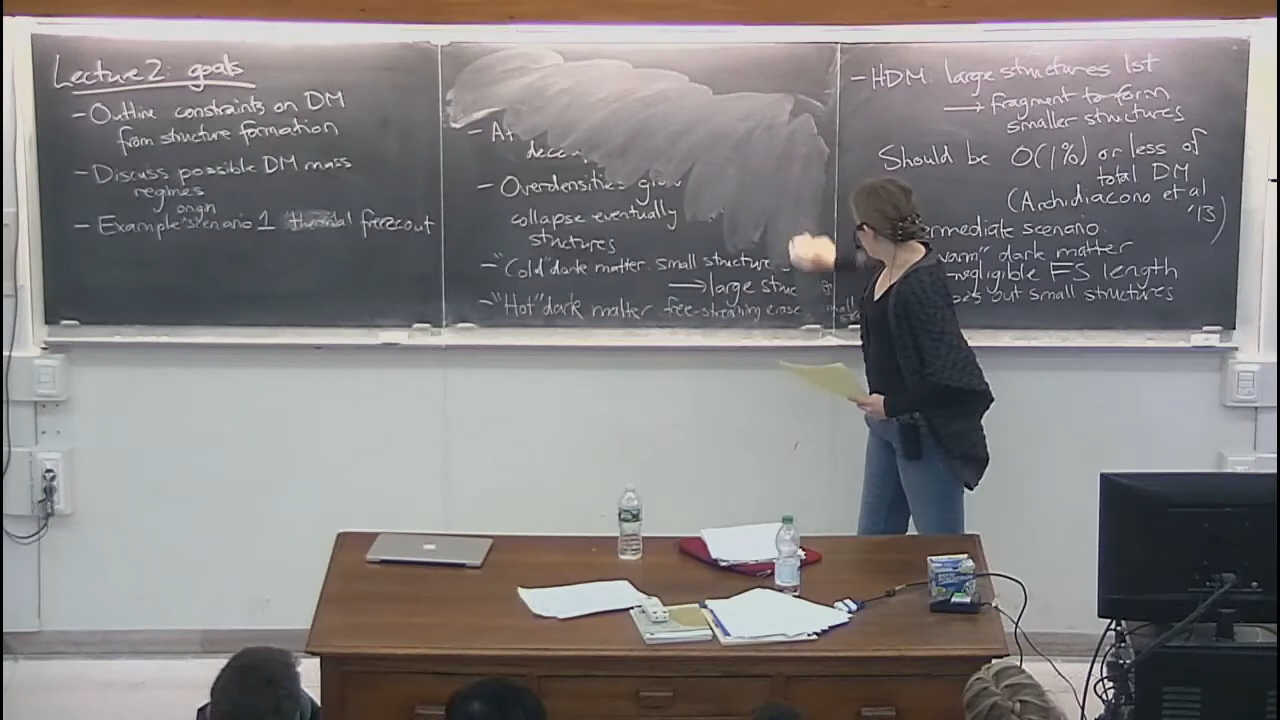 Lecture 2: goals
- Outline constraints on DM
from structure formation
- Discuss possible DM mass
regimes
origin
- Example scenario 1 thermal freezeout
- At
- Overdensities grow
collapse eventually
structures
- "Cold" dark matter: small structures
→ large struc
- "Hot" dark matter free-streaming erase
- HDM: large structures 1st
→ fragment to form
smaller structures
Should be O(1%) or less of
total DM
(Archidiacono et al
'13)
ermediate scenario.
warm" dark matter
negligible FS length
es out small structures